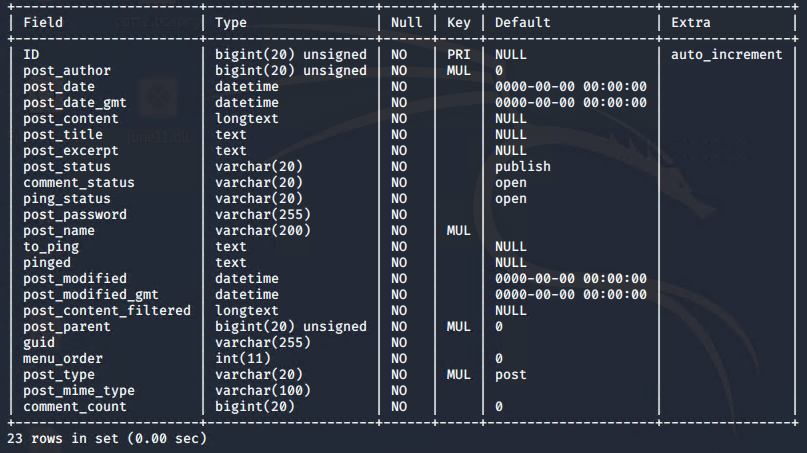 +-----------------------+---------------------+------+-----+---------------------+----------------+
| Field | Type | Null | Key | Default | Extra |
+-----------------------+---------------------+------+-----+---------------------+----------------+
| ID | bigint(20) unsigned | NO | PRI | NULL | auto_increment |
| post_author | bigint(20) unsigned | NO | MUL | 0 | |
| post_date | datetime | NO | | 0000-00-00 00:00:00 | |
| post_date_gmt | datetime | NO | | 0000-00-00 00:00:00 | |
| post_content | longtext | NO | | NULL | |
| post_title | text | NO | | NULL | |
| post_excerpt | text | NO | | NULL | |
| post_status | varchar(20) | NO | | publish | |
| comment_status | varchar(20) | NO | | open | |
| ping_status | varchar(20) | NO | | open | |
| post_password | varchar(255) | NO | | | |
| post_name | varchar(200) | NO | MUL | | |
| to_ping | text | NO | | NULL | |
| pinged | text | NO | | NULL | |
| post_modified | datetime | NO | | 0000-00-00 00:00:00 | |
| post_modified_gmt | datetime | NO | | 0000-00-00 00:00:00 | |
| post_content_filtered | longtext | NO | | NULL | |
| post_parent | bigint(20) unsigned | NO | MUL | 0 | |
| guid | varchar(255) | NO | | | |
| menu_order | int(11) | NO | | 0 | |
| post_type | varchar(20) | NO | MUL | post | |
| post_mime_type | varchar(100) | NO | | | |
| comment_count | bigint(20) | NO | | 0 | |
+-----------------------+---------------------+------+-----+---------------------+----------------+
23 rows in set (0.00 sec)